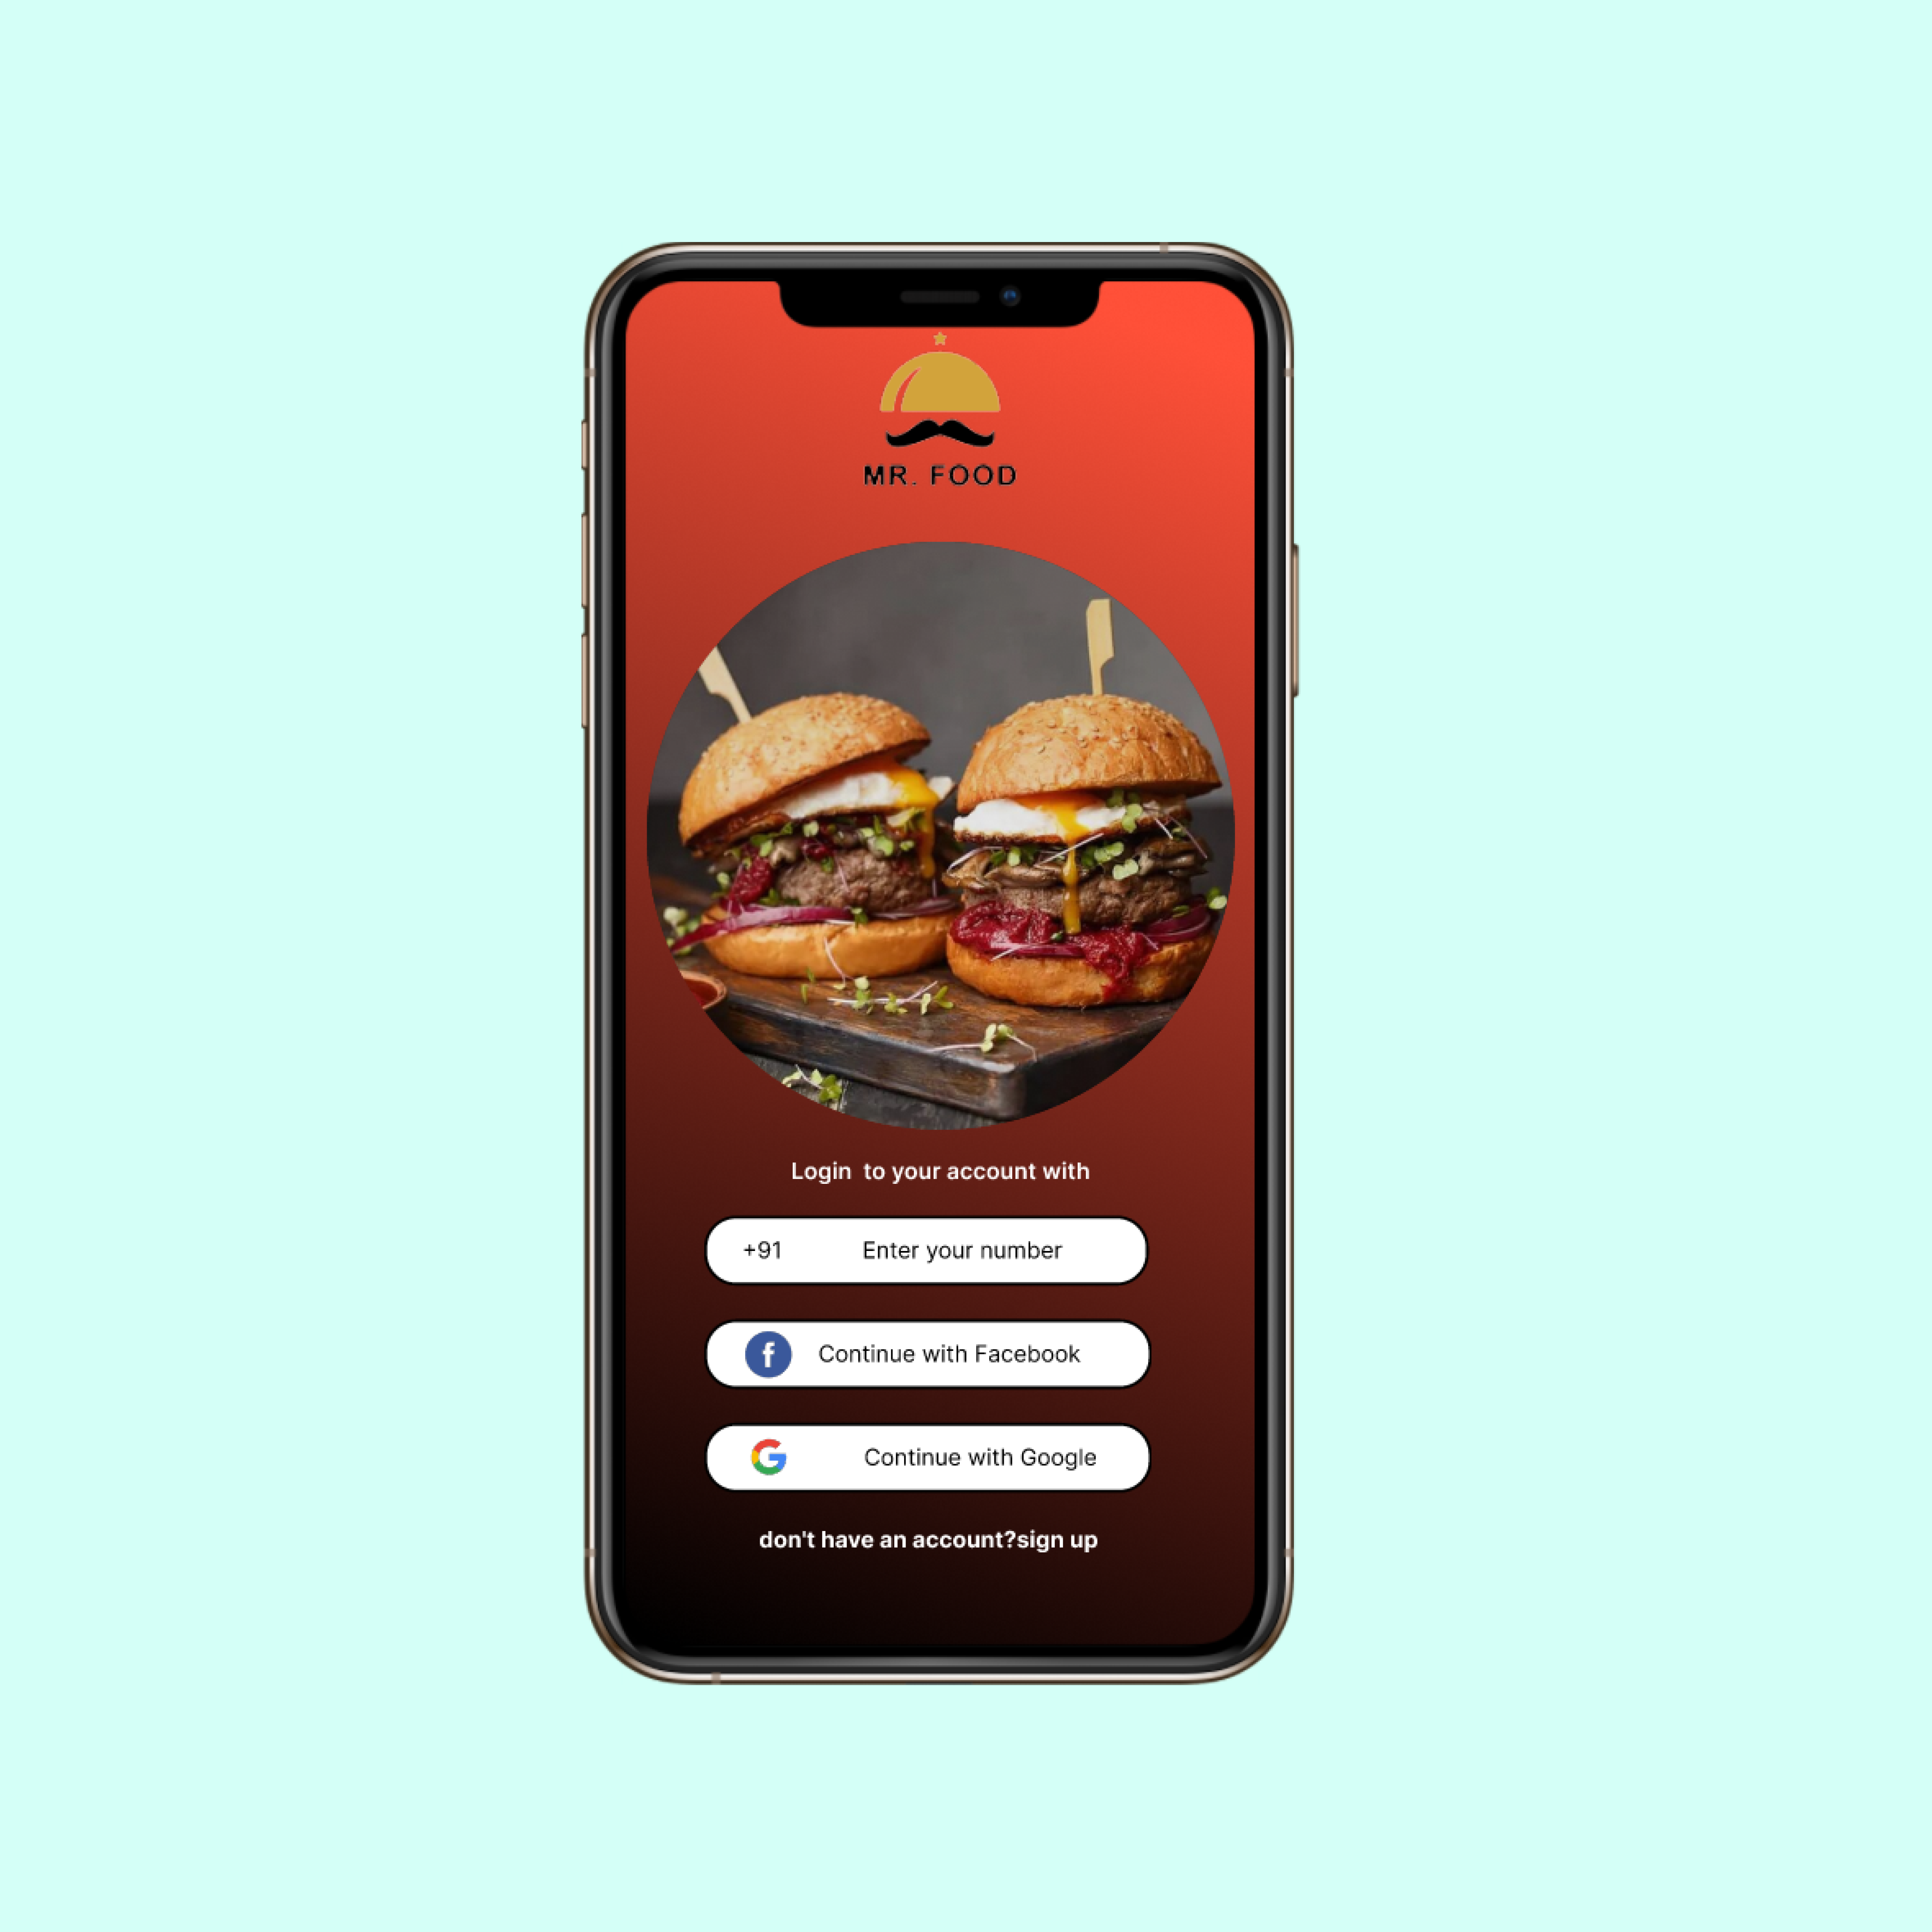 MR. FOOD
Login  to your account with
+91 Enter your number
f Continue with Facebook
G Continue with Google
don't have an account?sign up